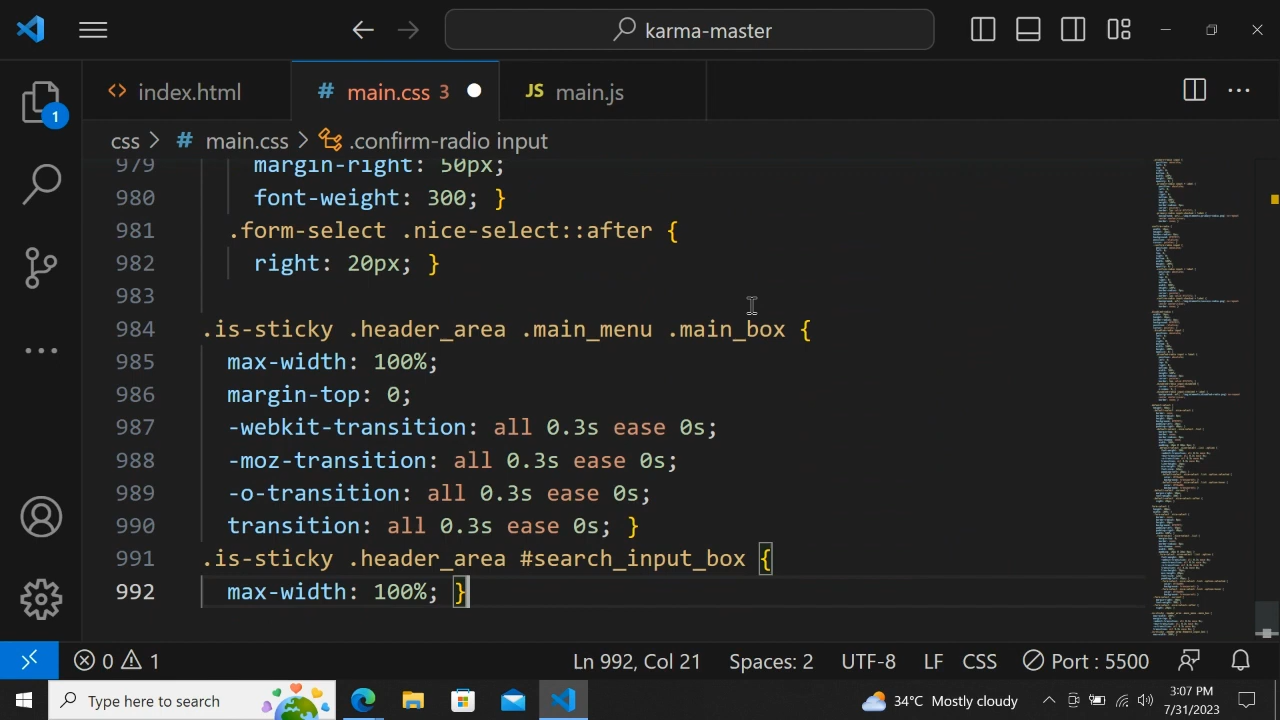 karma-master
index.html
# main.css 3
JS main.js
css > # main.css > .confirm-radio input
979 margin-right: 50px;
980 font-weight: 300; }
981 .form-select .nice-select::after {
982 right: 20px; }
983
984 .is-sticky .header_area .main_menu .main_box {
985 max-width: 100%;
986 margin-top: 0;
987 -webkit-transition: all 0.3s ease 0s;
988 -moz-transition: all 0.3s ease 0s;
989 -o-transition: all 0.3s ease 0s;
990 transition: all 0.3s ease 0s; }
991 .is-sticky .header_area #search_input_box {
992 max-width: 100%; }
1
0 1
Ln 992, Col 21
Spaces: 2
UTF-8
LF
CSS
Port : 5500
Type here to search
34°C Mostly cloudy
3:07 PM
7/31/2023